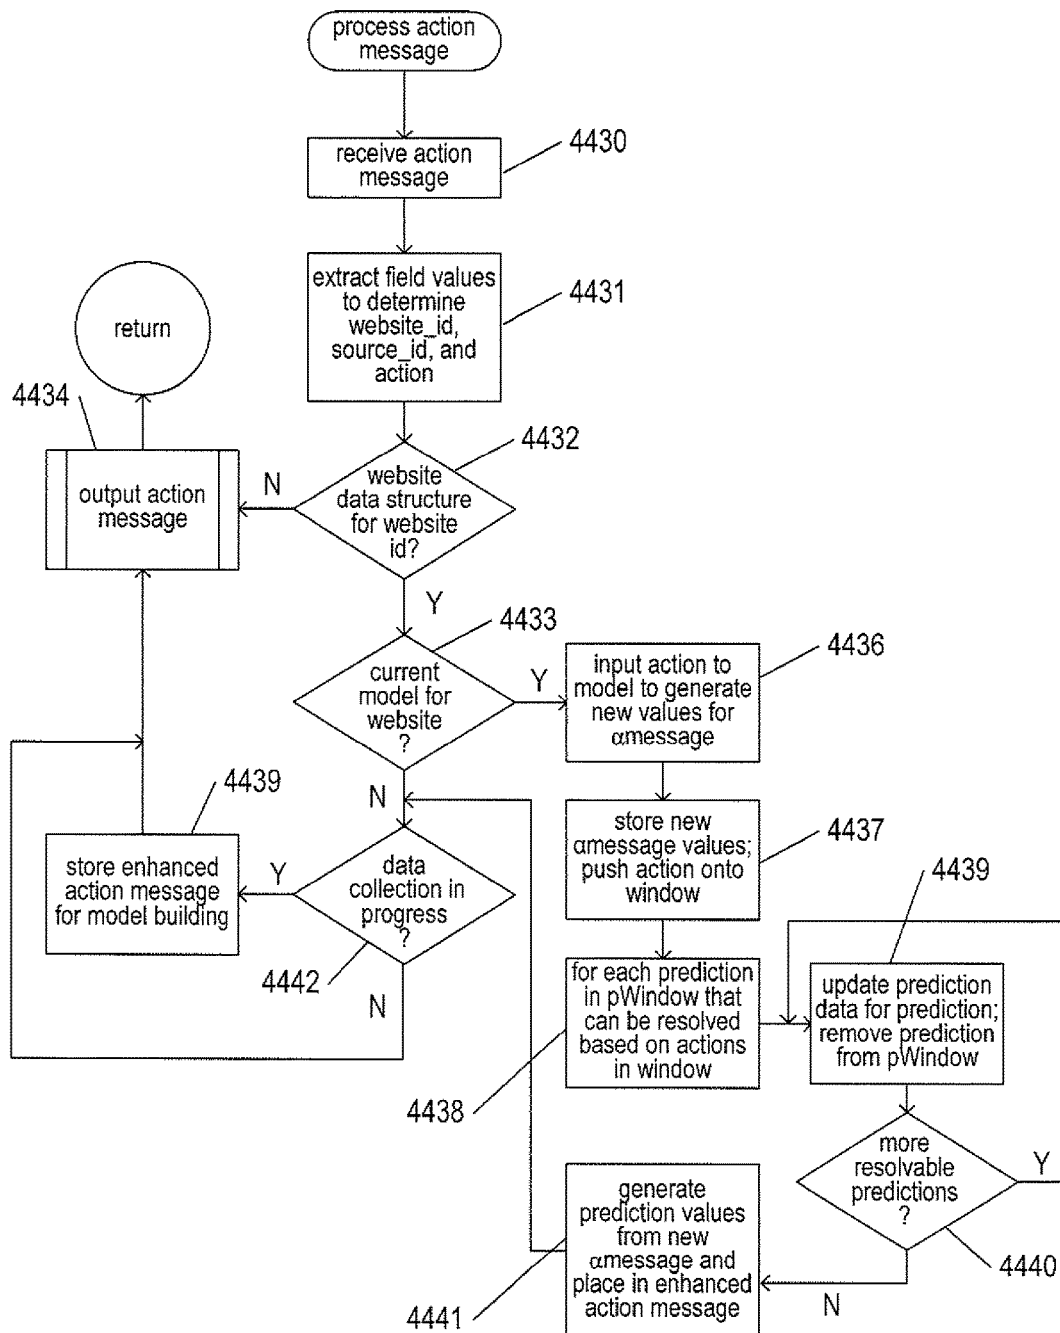 process action
message
receive action
message
4430
extract field values
to determine
website_id,
source_id, and
action
4431
return
4434
output action
message
N
website
data structure
for website
id?
4432
Y
4433
current
model for
website
?
Y
input action to
model to generate
new values for
αmessage
4436
N
4439
store enhanced
action message
for model building
Y
data
collection in
progress
?
4442
N
store new
αmessage values;
push action onto
window
4437
for each prediction
in pWindow that
can be resolved
based on actions
in window
4438
4439
update prediction
data for prediction;
remove prediction
from pWindow
more
resolvable
predictions
?
Y
4440
N
generate
prediction values
from new
αmessage and
place in enhanced
action message
4441